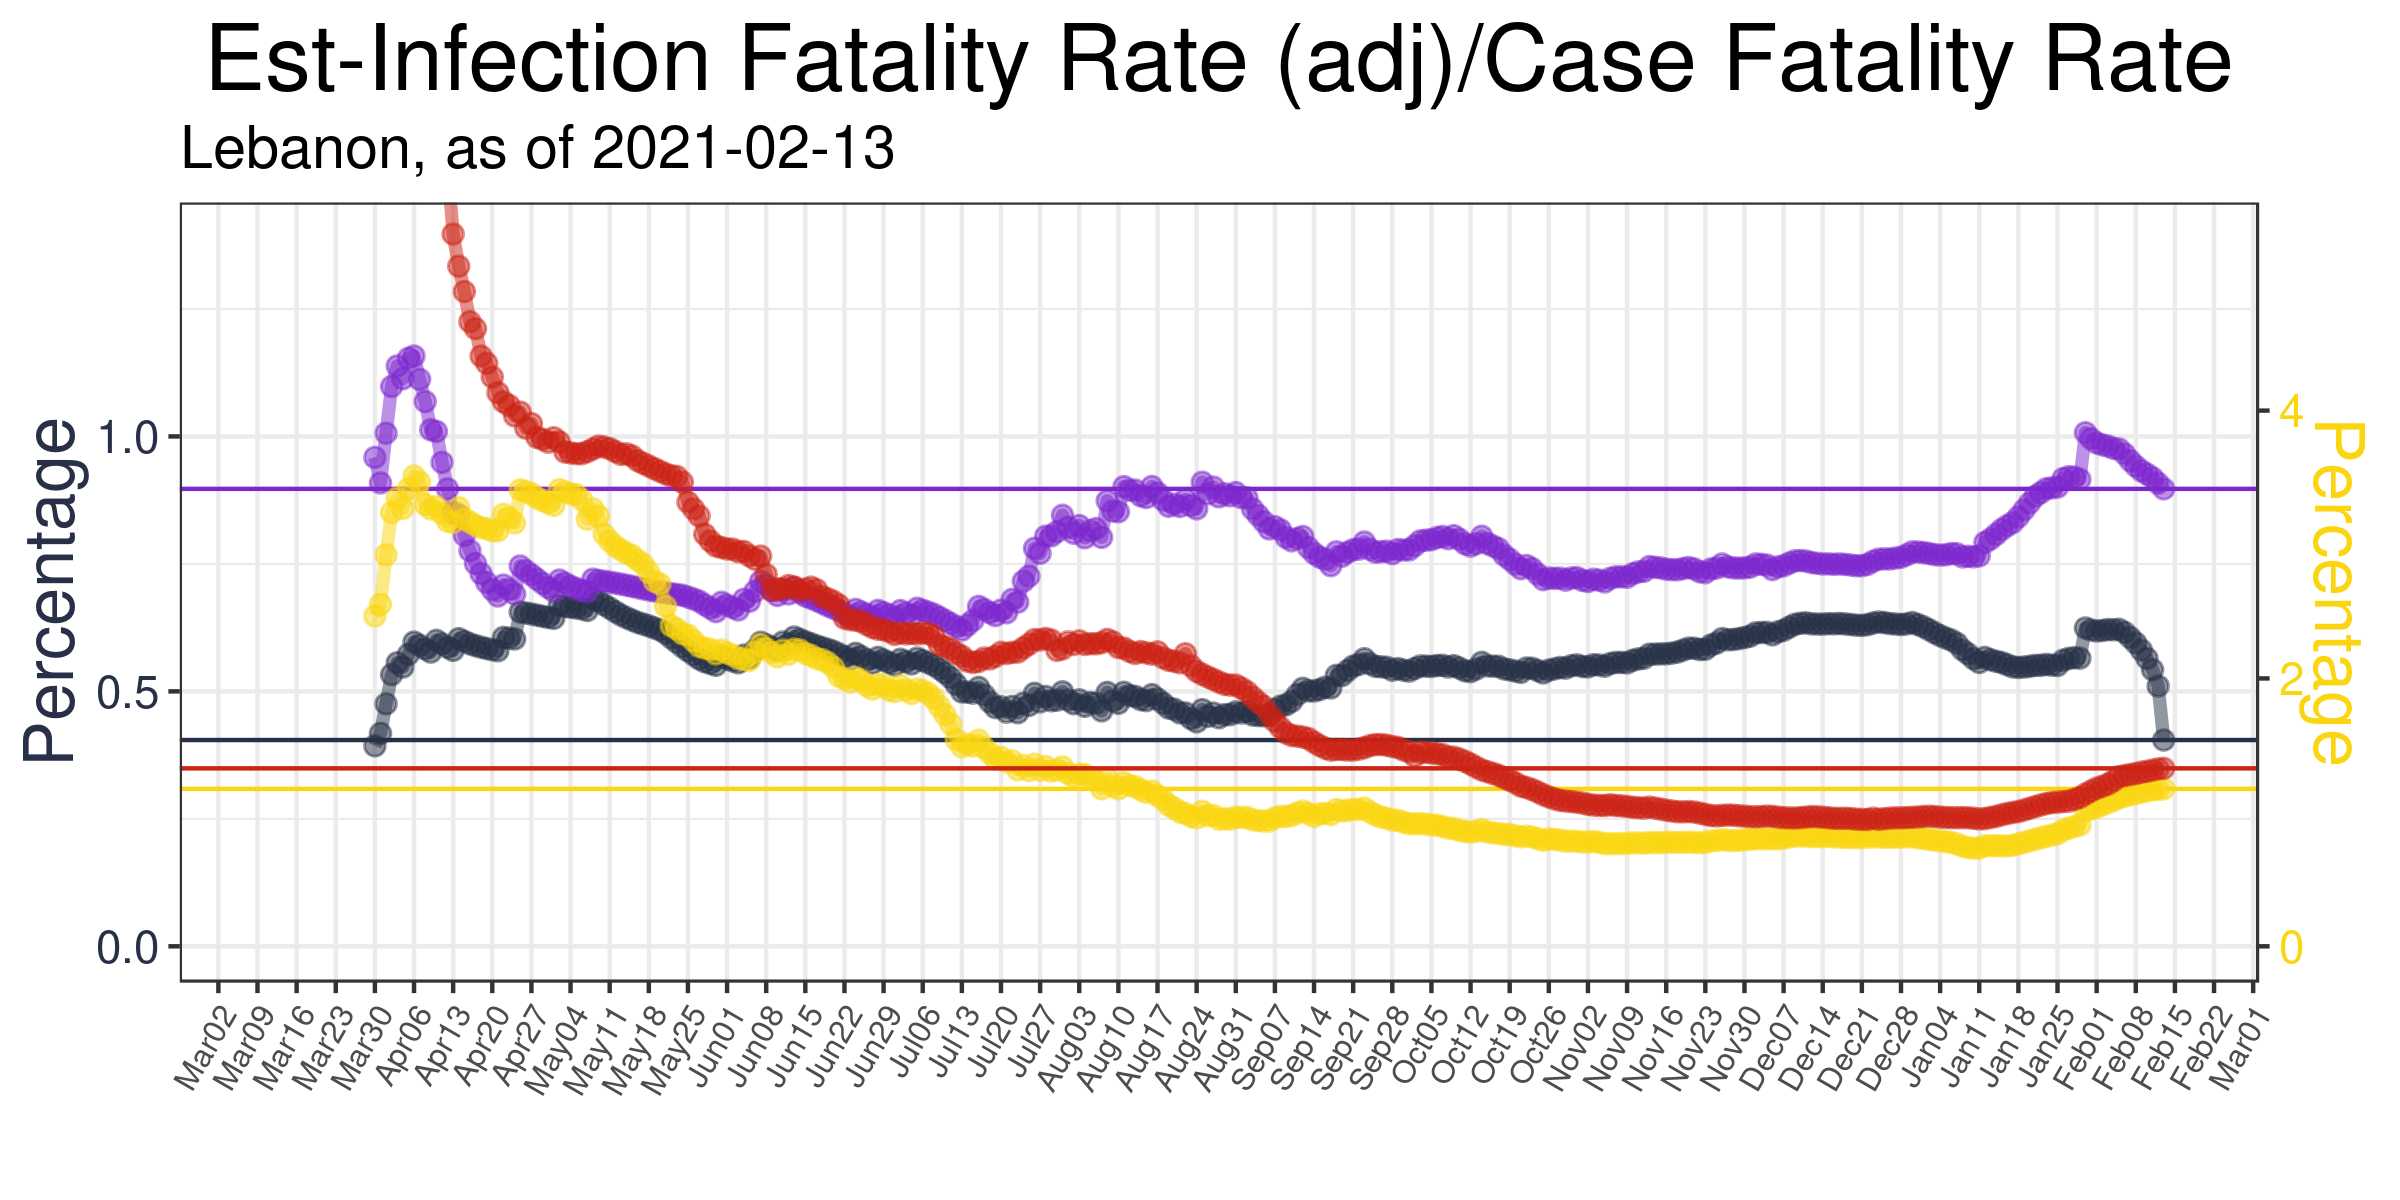 Est-Infection Fatality Rate (adj)/Case Fatality Rate
Lebanon, as of 2021-02-13
Percentage
1.0
0.5
0.0
4
2
0
Percentage
Mar02 Mar09 Mar16 Mar23 Mar30 Apr06 Apr13 Apr20 Apr27 May04 May11 May18 May25 Jun01 Jun08 Jun15 Jun22 Jun29 Jul06 Jul13 Jul20 Jul27 Aug03 Aug10 Aug17 Aug24 Aug31 Sep07 Sep14 Sep21 Sep28 Oct05 Oct12 Oct19 Oct26 Nov02 Nov09 Nov16 Nov23 Nov30 Dec07 Dec14 Dec21 Dec28 Jan04 Jan11 Jan18 Jan25 Feb01 Feb08 Feb15 Feb22 Mar01